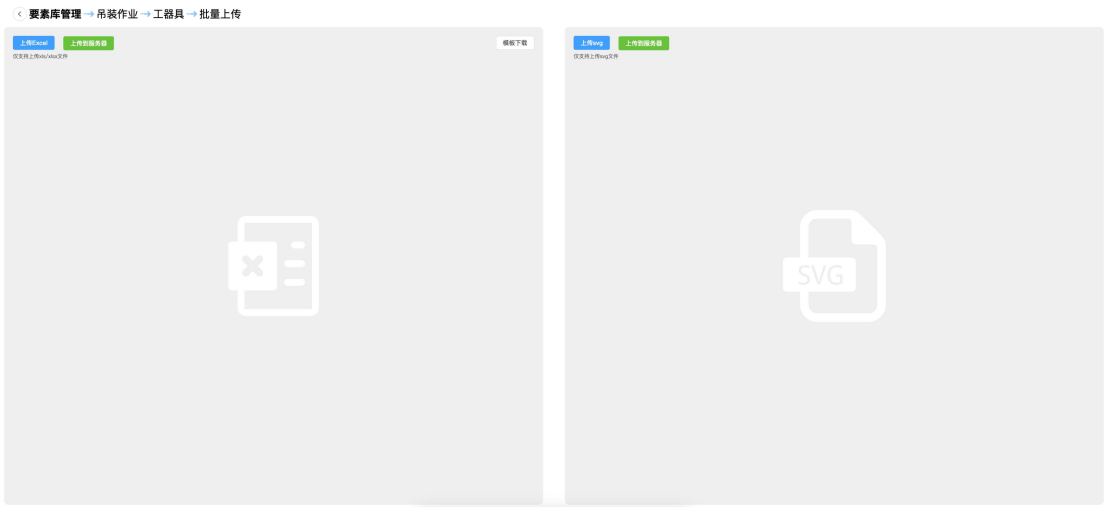 要素库管理 → 吊装作业 → 工器具 → 批量上传
上传Excel 上传到服务器 模板下载
仅支持上传xls/xlsx文件
上传svg 上传到服务器
仅支持上传svg文件
SVG